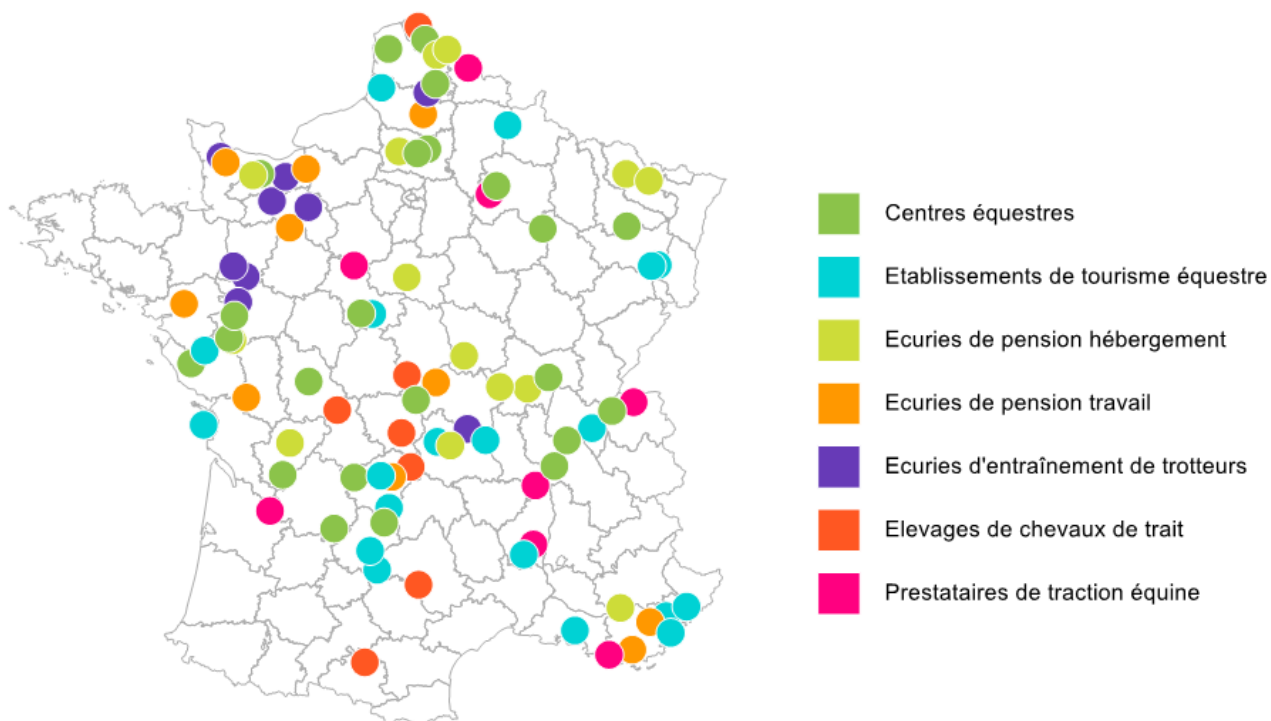 Centres équestres
Etablissements de tourisme équestre
Ecuries de pension hébergement
Ecuries de pension travail
Ecuries d'entraînement de trotteurs
Elevages de chevaux de trait
Prestataires de traction équine